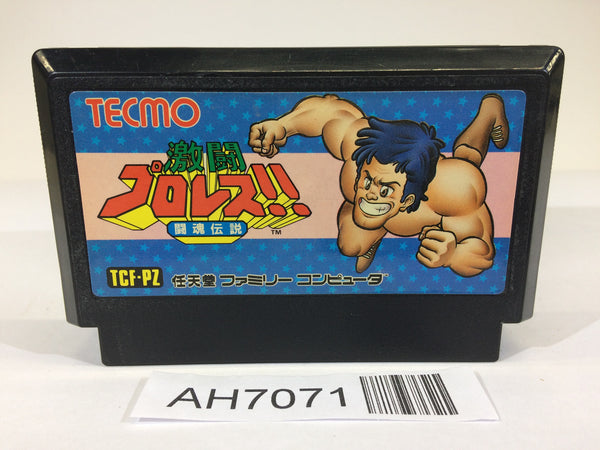 TECMO
激闘
プロレス!!
闘魂伝説
TM
TCF-PZ
任天堂 ファミリー コンピュータ
AH7071